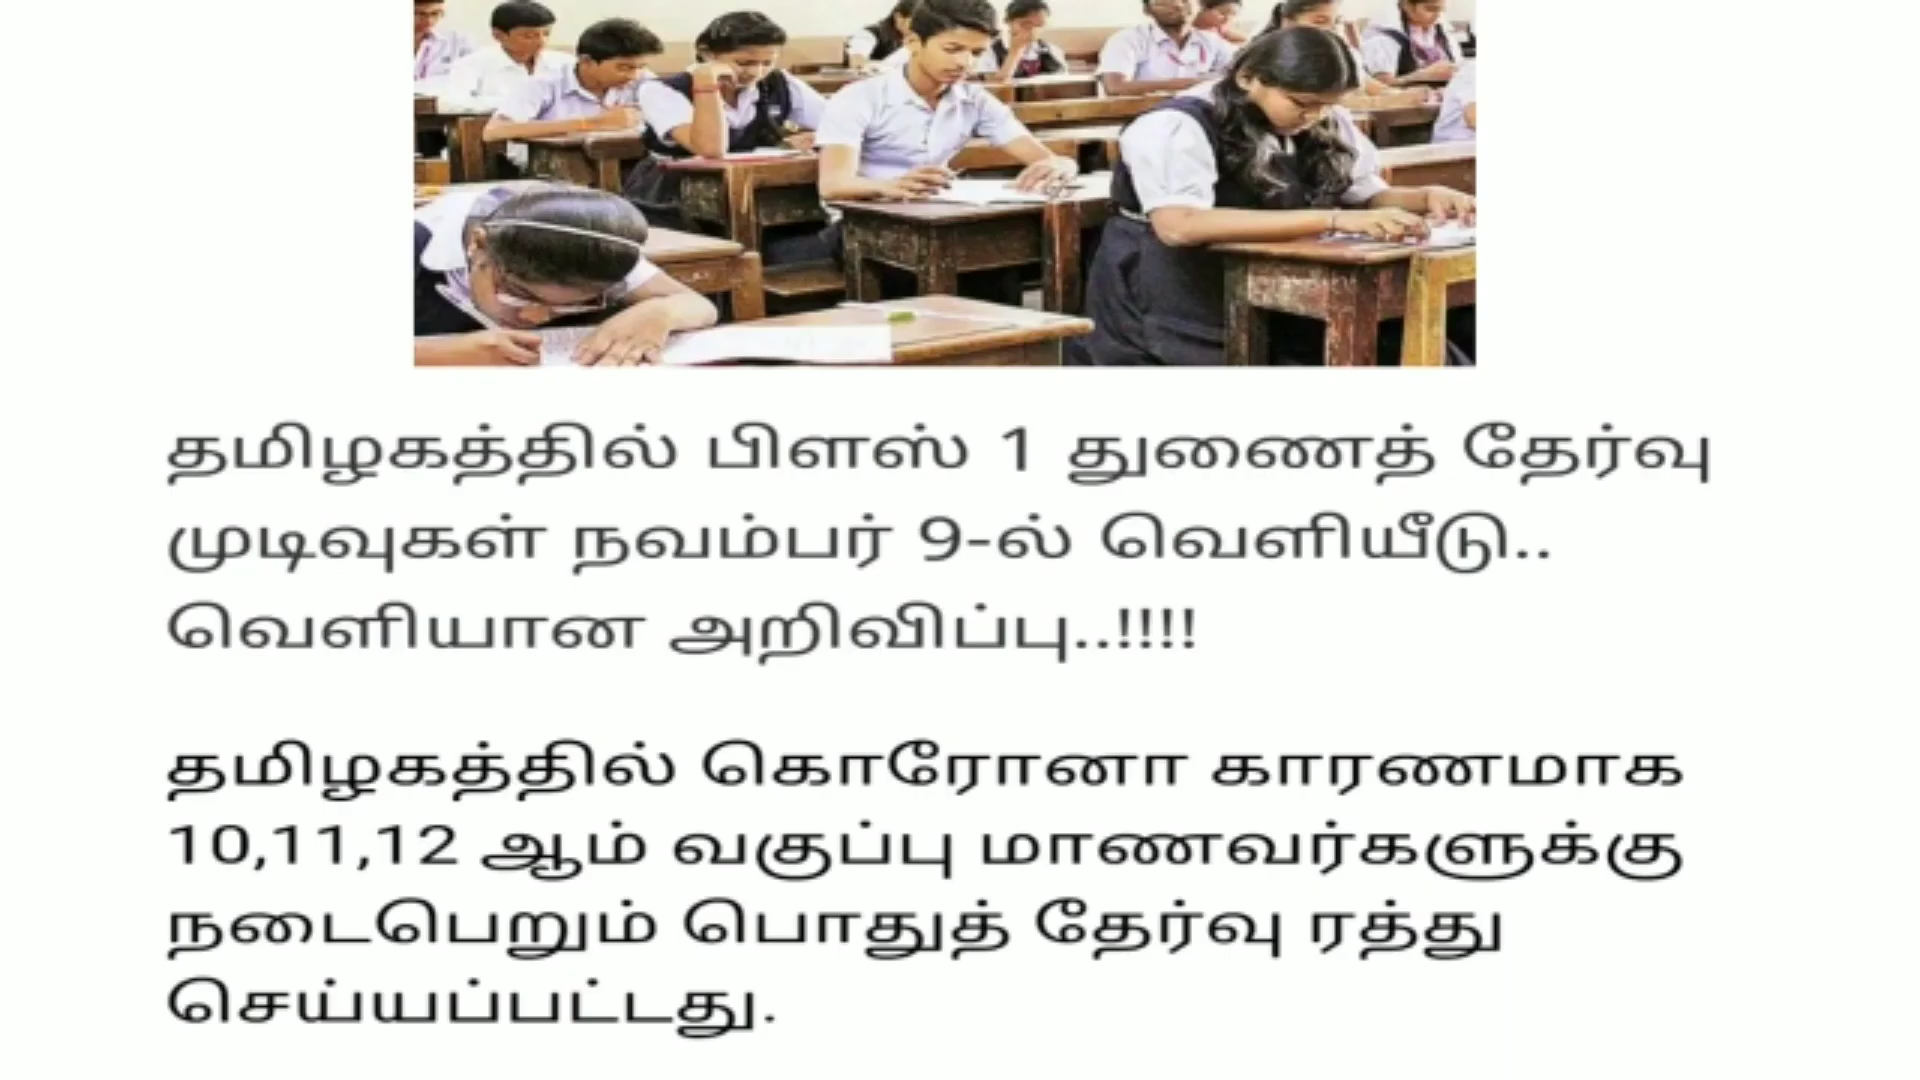 தமிழகத்தில் பிளஸ் 1 துணைத் தேர்வு
முடிவுகள் நவம்பர் 9-ல் வெளியீடு..
வெளியான அறிவிப்பு..!!!!
தமிழகத்தில் கொரோனா காரணமாக
10,11,12 ஆம் வகுப்பு மாணவர்களுக்கு
நடைபெறும் பொதுத் தேர்வு ரத்து
செய்யப்பட்டது.